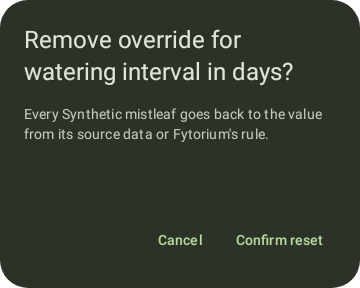 Remove override for
watering interval in days?
Every Synthetic mistleaf goes back to the value
from its source data or Fytorium's rule.
Cancel
Confirm reset